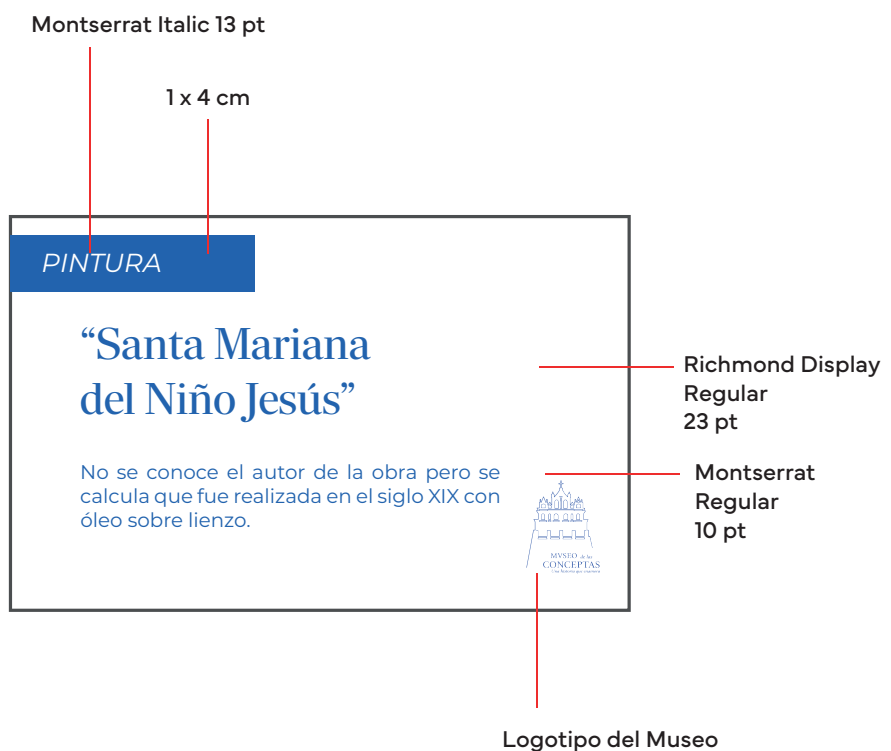 Montserrat Italic 13 pt
1 x 4 cm
PINTURA
“Santa Mariana
del Niño Jesús”
Richmond Display
Regular
23 pt
No se conoce el autor de la obra pero se
calcula que fue realizada en el siglo XIX con
óleo sobre lienzo.
Montserrat
Regular
10 pt
MVSEO de las
CONCEPTAS
Logotipo del Museo